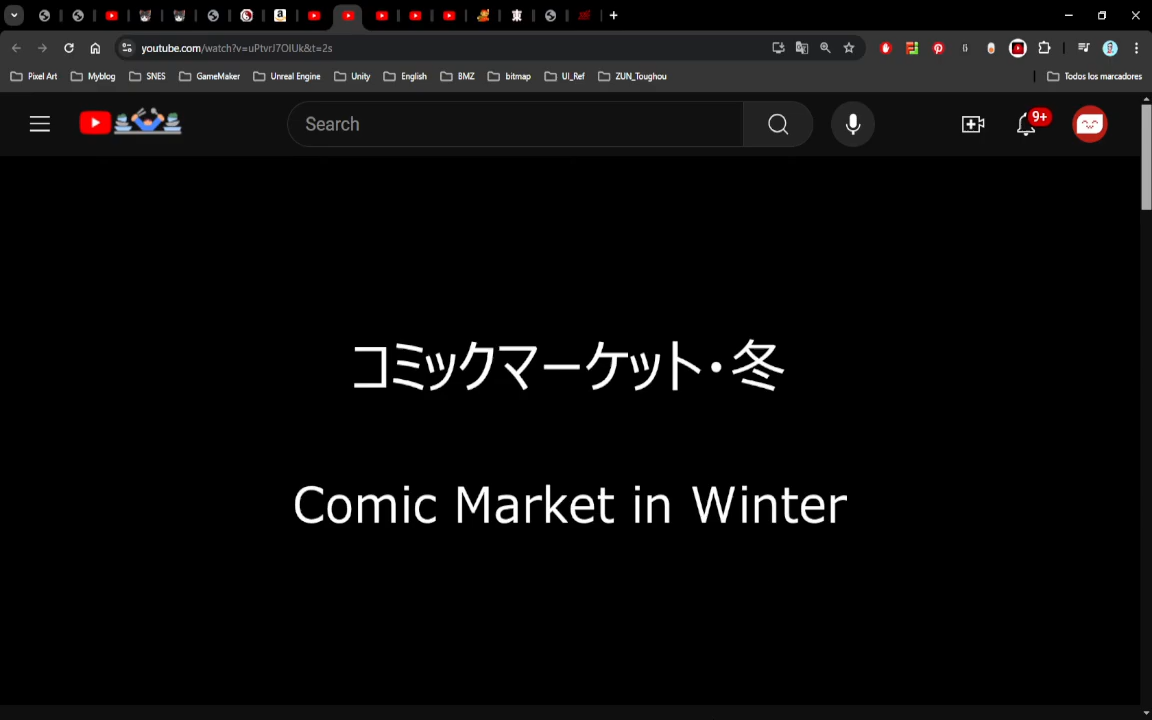 youtube.com/watch?v=uPtvrJ7OIUk&t=2s
Pixel Art Myblog SNES GameMaker Unreal Engine Unity English BMZ bitmap UI_Ref ZUN_Touhou Todos los marcadores
Search
9+
コミックマーケット・冬
Comic Market in Winter